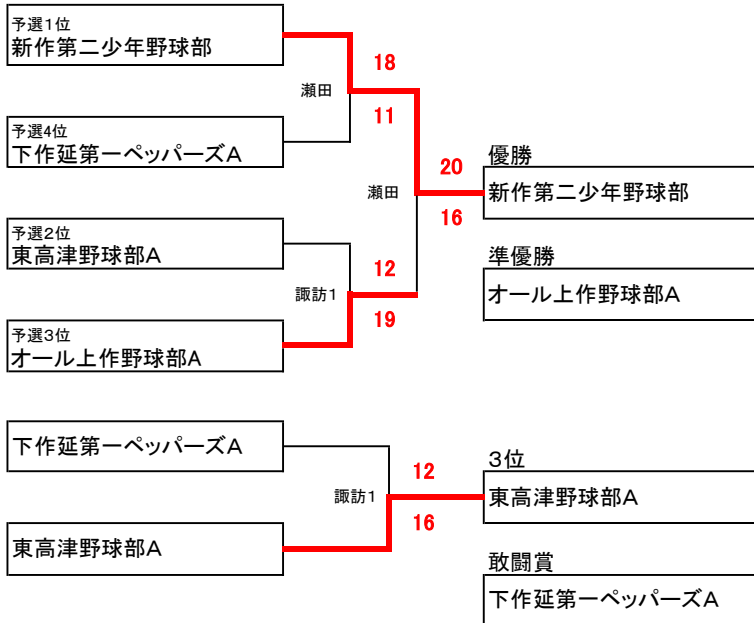 予選1位
新作第二少年野球部
18
瀬田
11
予選4位
下作延第一ペッパーズA
優勝
20
新作第二少年野球部
瀬田
16
予選2位
東高津野球部A
準優勝
12
オール上作野球部A
諏訪1
19
予選3位
オール上作野球部A
下作延第一ペッパーズA
3位
12
東高津野球部A
諏訪1
16
東高津野球部A
敢闘賞
下作延第一ペッパーズA